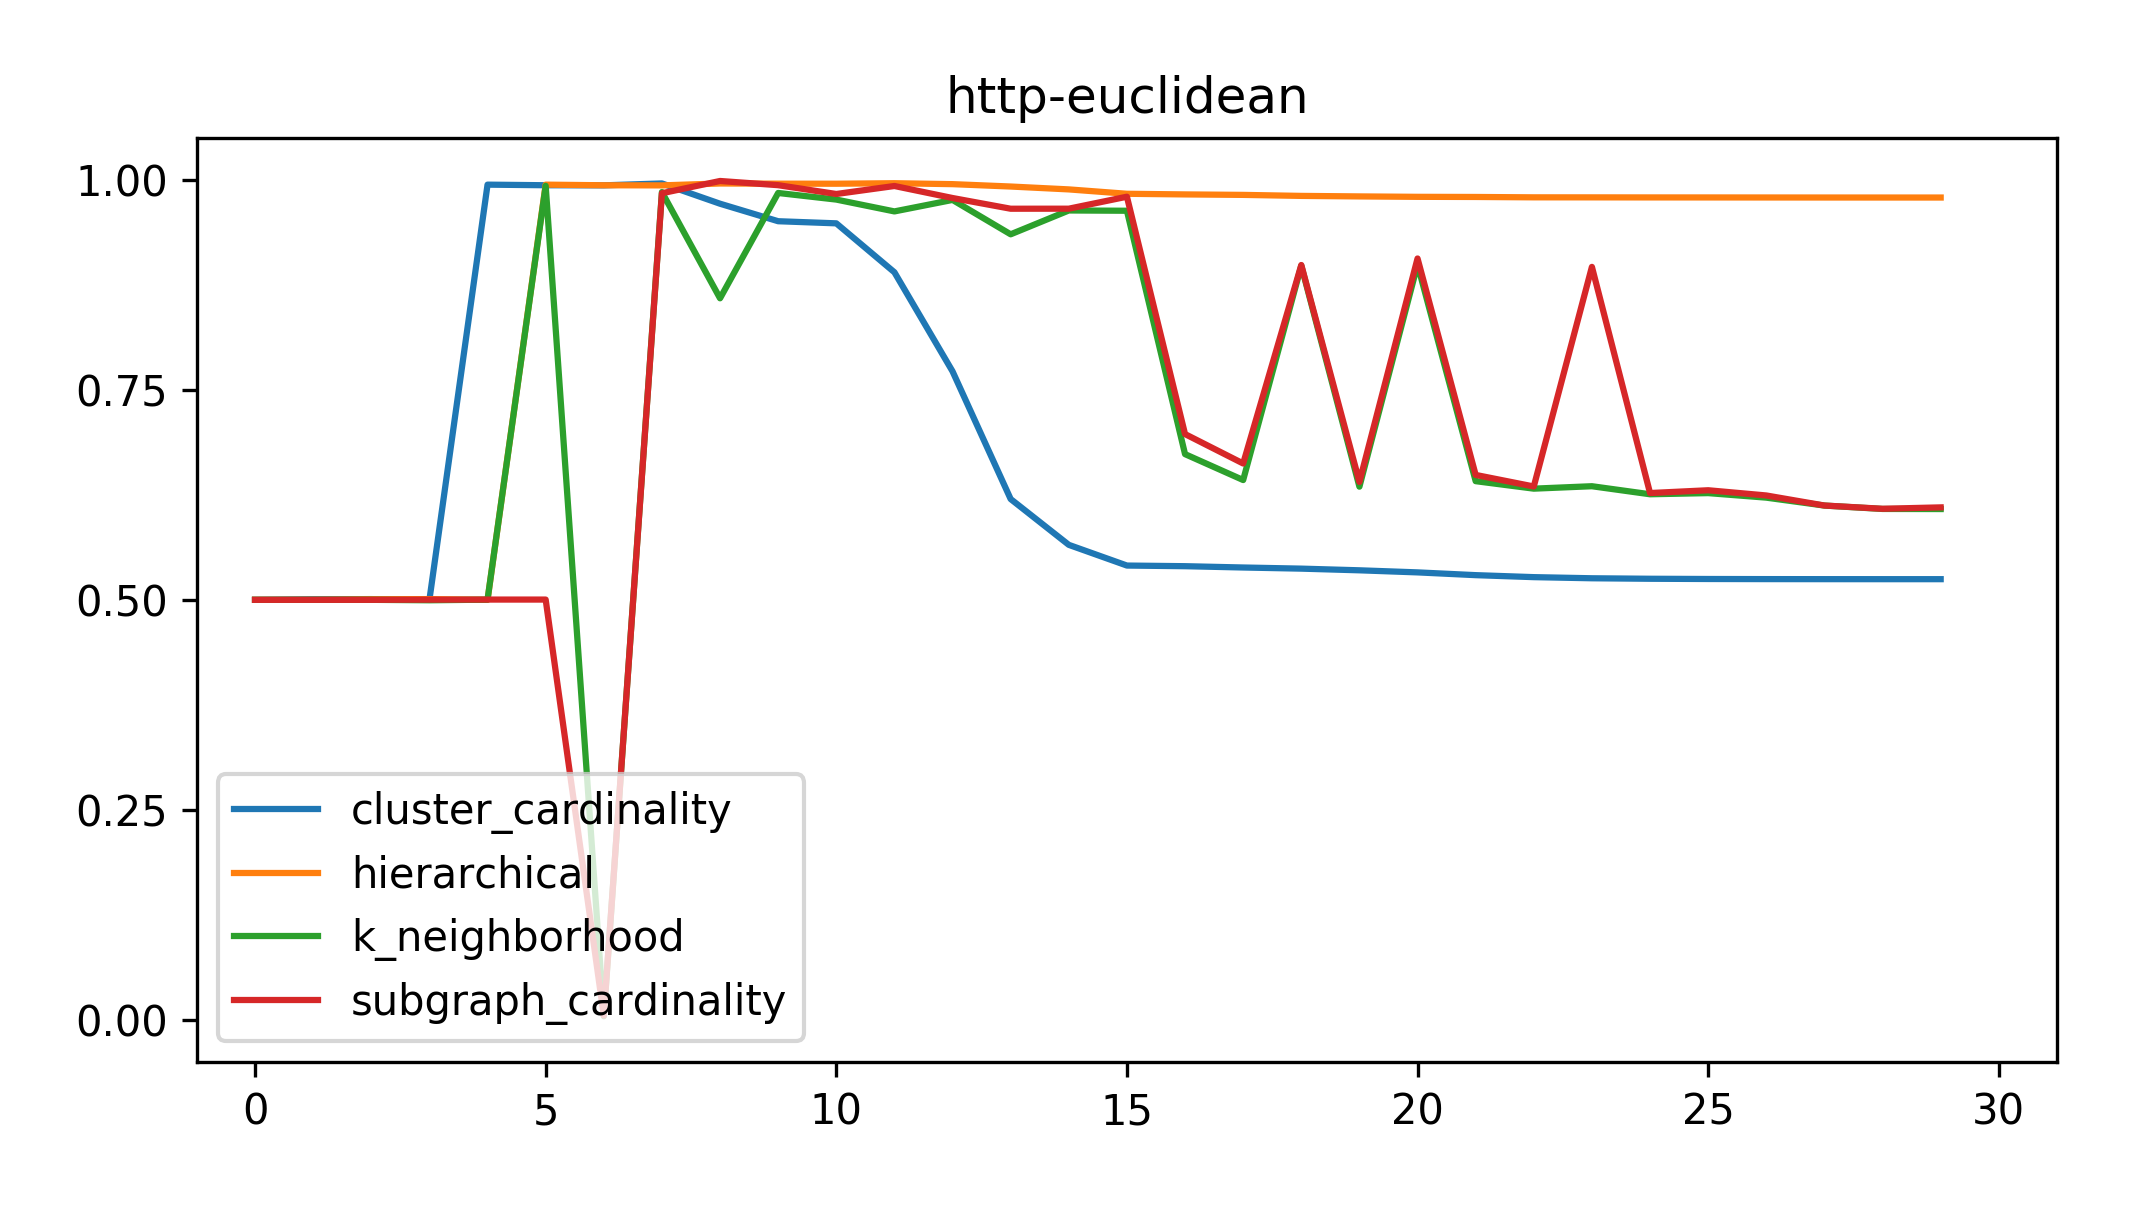 http-euclidean
1.00
0.75
0.50
0.25
0.00
cluster_cardinality
hierarchical
k_neighborhood
subgraph_cardinality
0 5 10 15 20 25 30